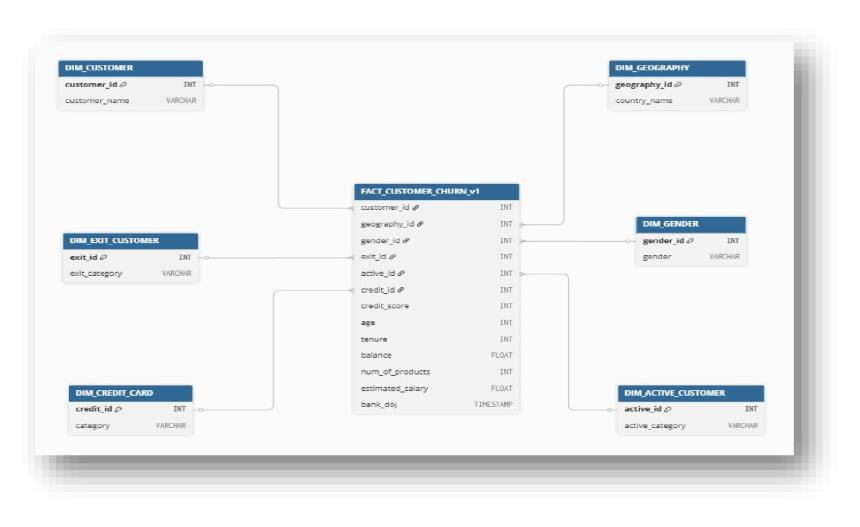 DIM_CUSTOMER
customer_id INT
customer_name VARCHAR
DIM_GEOGRAPHY
geography_id INT
country_name VARCHAR
FACT_CUSTOMER_CHURN_v1
customer_id INT
geography_id INT
gender_id INT
exit_id INT
active_id INT
credit_id INT
credit_score INT
age INT
tenure INT
balance FLOAT
num_of_products INT
estimated_salary FLOAT
bank_doj TIMESTAMP
DIM_GENDER
gender_id INT
gender VARCHAR
DIM_EXIT_CUSTOMER
exit_id INT
exit_category VARCHAR
DIM_CREDIT_CARD
credit_id INT
category VARCHAR
DIM_ACTIVE_CUSTOMER
active_id INT
active_category VARCHAR